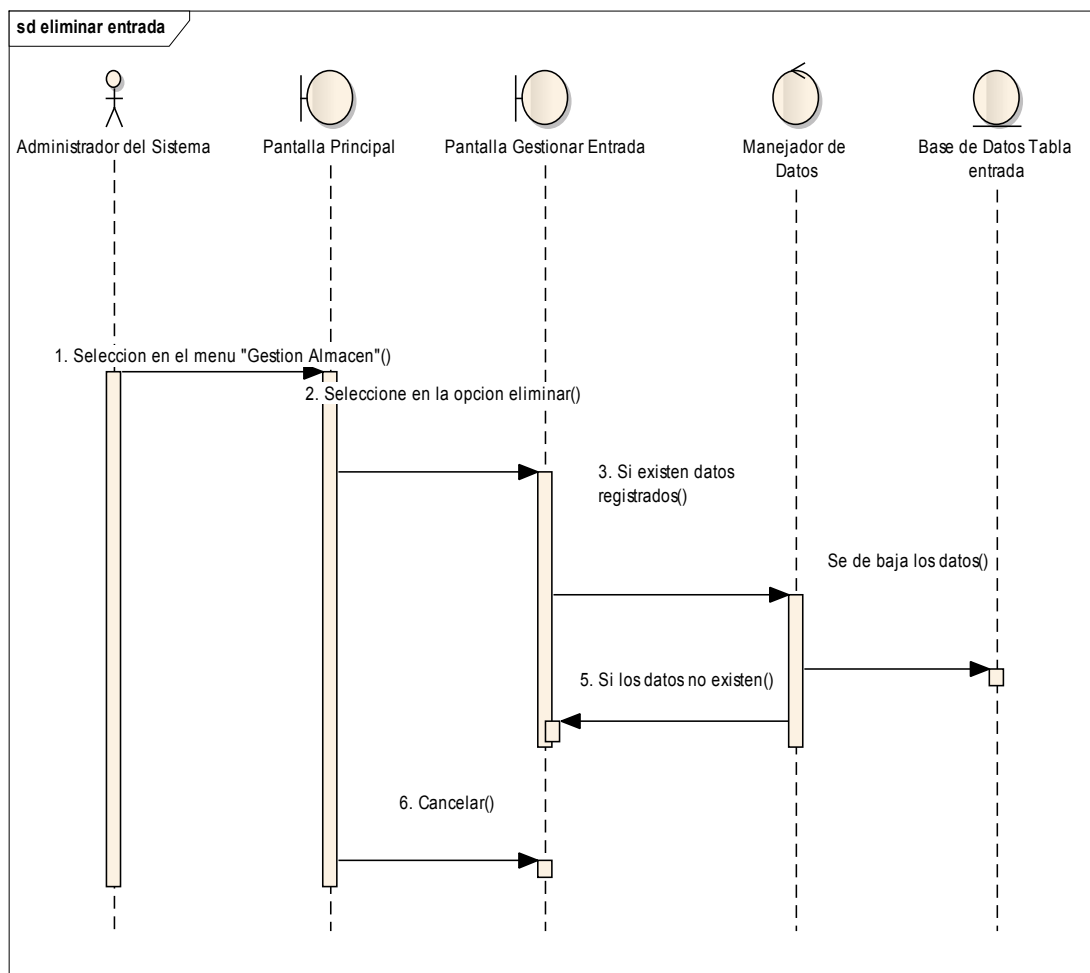 sd eliminar entrada
Administrador del Sistema
Pantalla Principal
Pantalla Gestionar Entrada
Manejador de
Datos
Base de Datos Tabla
entrada
1. Seleccion en el menu "Gestion Almacen"()
2. Seleccione en la opcion eliminar()
3. Si existen datos
registrados()
Se de baja los datos()
5. Si los datos no existen()
6. Cancelar()